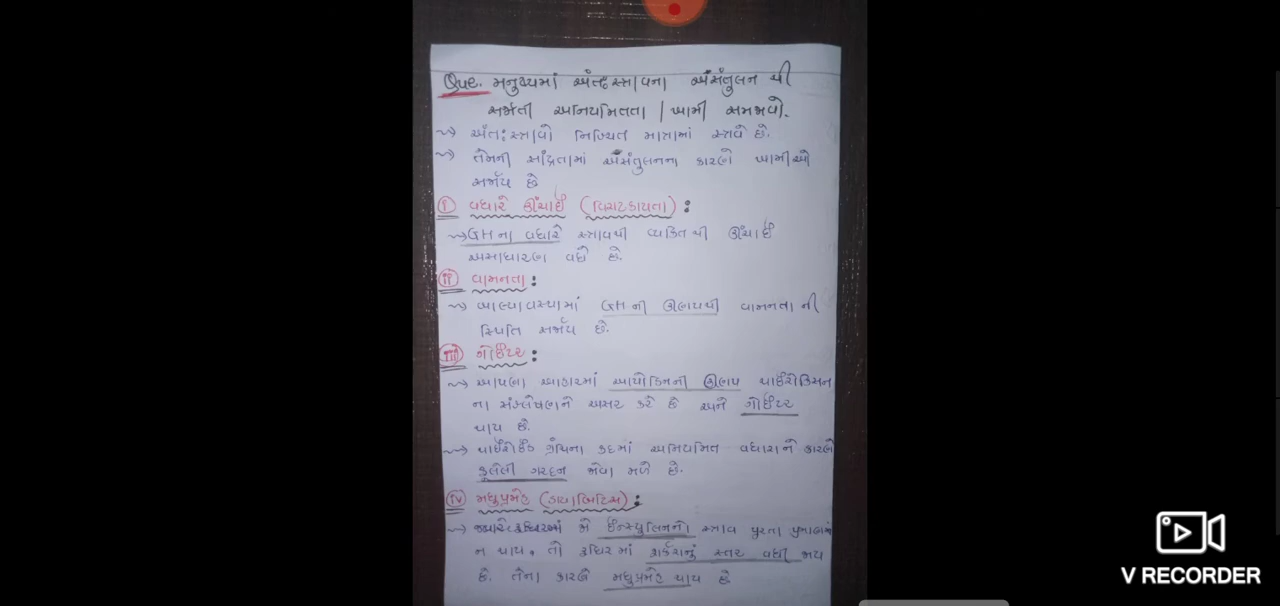 Que. મનુષ્યમાં અંતઃસ્ત્રાવના અસંતુલન થી
સર્જાતી અનિયમિતતા / ખામી સમજાવો.
અંતઃસ્ત્રાવો નિશ્ચિત માત્રામાં સ્ત્રવે છે.
તેમની સાંદ્રતામાં અસંતુલનના કારણે ખામીઓ
સર્જાય છે
i વધારે ઊંચાઈ (વિરાટકાયતા) :
GH ના વધારે સ્ત્રાવથી વ્યક્તિની ઊંચાઈ
અસાધારણ વધે છે.
ii વામનતા :
બાલ્યાવસ્થામાં GH ની ઊણપથી વામનતા ની
સ્થિતિ સર્જાય છે.
iii ગોઈટર :
આપણા આહારમાં આયોડિનની ઊણપ થાઈરોક્સિન
ના સંશ્લેષણને અસર કરે છે અને ગોઈટર
થાય છે.
થાઈરોઈડ ગ્રંથિના કદમાં અનિયમિત વધારાને કારણે
ફૂલેલી ગરદન જોવા મળે છે.
iv મધુપ્રમેહ (ડાયાબિટિસ) :
જ્યારે રુધિરમાં જો ઈન્સ્યુલિનનો સ્ત્રાવ પૂરતા પ્રમાણમાં
ન થાય, તો રુધિરમાં શર્કરાનું સ્તર વધી જાય
છે. તેના કારણે મધુપ્રમેહ થાય છે
V RECORDER